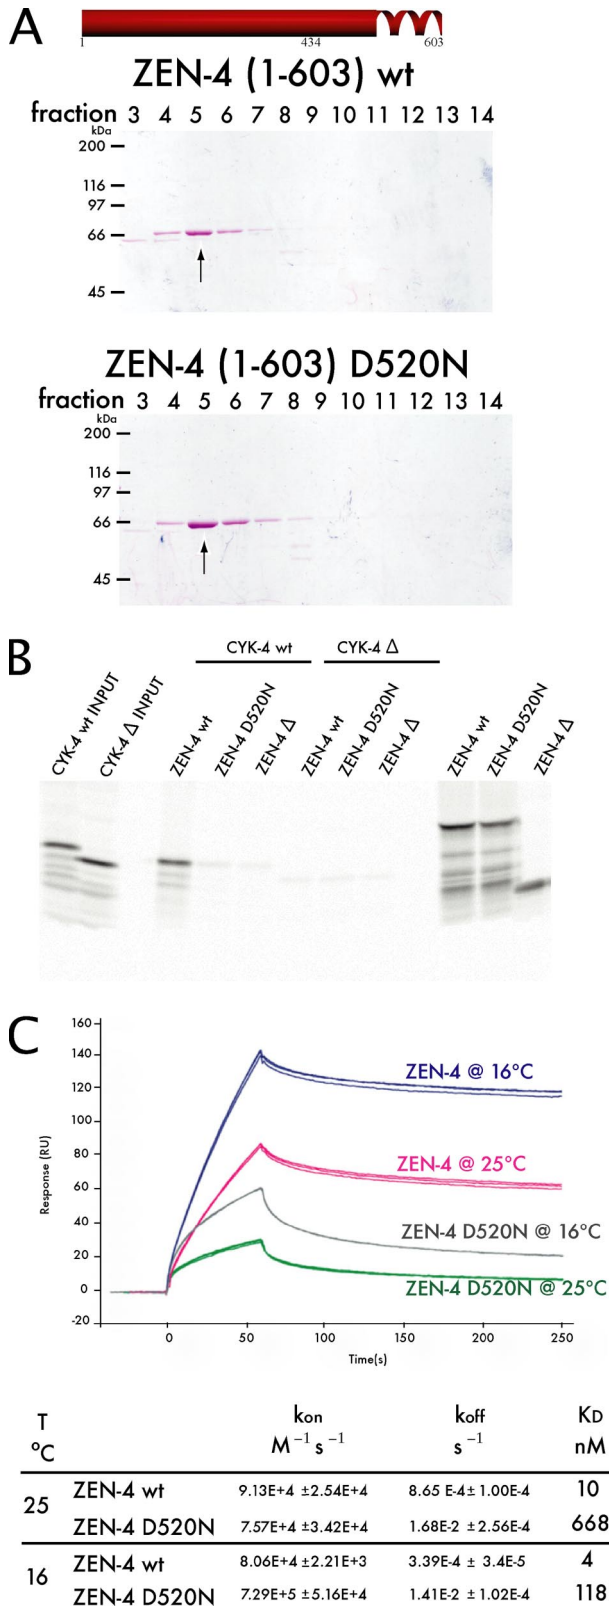 A
1 434 603
ZEN-4 (1-603) wt
fraction 3 4 5 6 7 8 9 10 11 12 13 14
kDa
200
116
97
66
45
ZEN-4 (1-603) D520N
fraction 3 4 5 6 7 8 9 10 11 12 13 14
kDa
200
116
97
66
45
B
CYK-4 wt CYK-4 Δ
CYK-4 wt INPUT CYK-4 Δ INPUT ZEN-4 wt ZEN-4 D520N ZEN-4 Δ ZEN-4 wt ZEN-4 D520N ZEN-4 Δ ZEN-4 wt ZEN-4 D520N ZEN-4 Δ
C
160
140
120
100
80
60
40
20
0
-20
Response (RU)
ZEN-4 @ 16°C
ZEN-4 @ 25°C
ZEN-4 D520N @ 16°C
ZEN-4 D520N @ 25°C
0 50 100 150 200 250
Time(s)
T kon koff KD
ºC M⁻¹ s⁻¹ s⁻¹ nM
25 ZEN-4 wt 9.13E+4 ±2.54E+4 8.65 E-4± 1.00E-4 10
ZEN-4 D520N 7.57E+4 ±3.42E+4 1.68E-2 ±2.56E-4 668
16 ZEN-4 wt 8.06E+4 ±2.21E+3 3.39E-4 ± 3.4E-5 4
ZEN-4 D520N 7.29E+5 ±5.16E+4 1.41E-2 ±1.02E-4 118